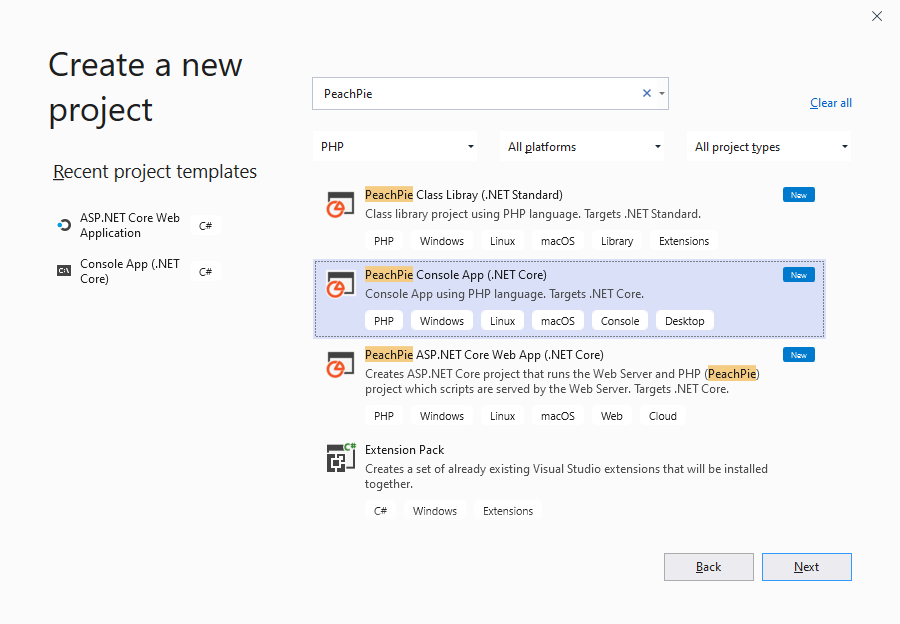 Create a new
project
PeachPie
Clear all
PHP
All platforms
All project types
Recent project templates
ASP.NET Core Web
Application
C#
Console App (.NET
Core)
C#
PeachPie Class Libray (.NET Standard)
New
Class library project using PHP language. Targets .NET Standard.
PHP Windows Linux macOS Library Extensions
PeachPie Console App (.NET Core)
New
Console App using PHP language. Targets .NET Core.
PHP Windows Linux macOS Console Desktop
PeachPie ASP.NET Core Web App (.NET Core)
New
Creates ASP.NET Core project that runs the Web Server and PHP (PeachPie)
project which scripts are served by the Web Server. Targets .NET Core.
PHP Windows Linux macOS Web Cloud
C#
Extension Pack
Creates a set of already existing Visual Studio extensions that will be installed
together.
C# Windows Extensions
Back
Next